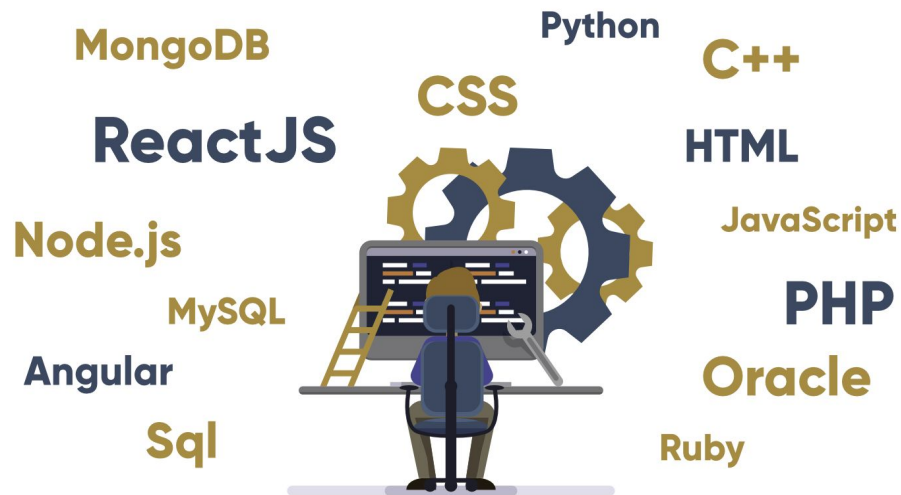 Python
MongoDB
C++
CSS
ReactJS
HTML
JavaScript
Node.js
PHP
MySQL
Angular
Oracle
Sql
Ruby